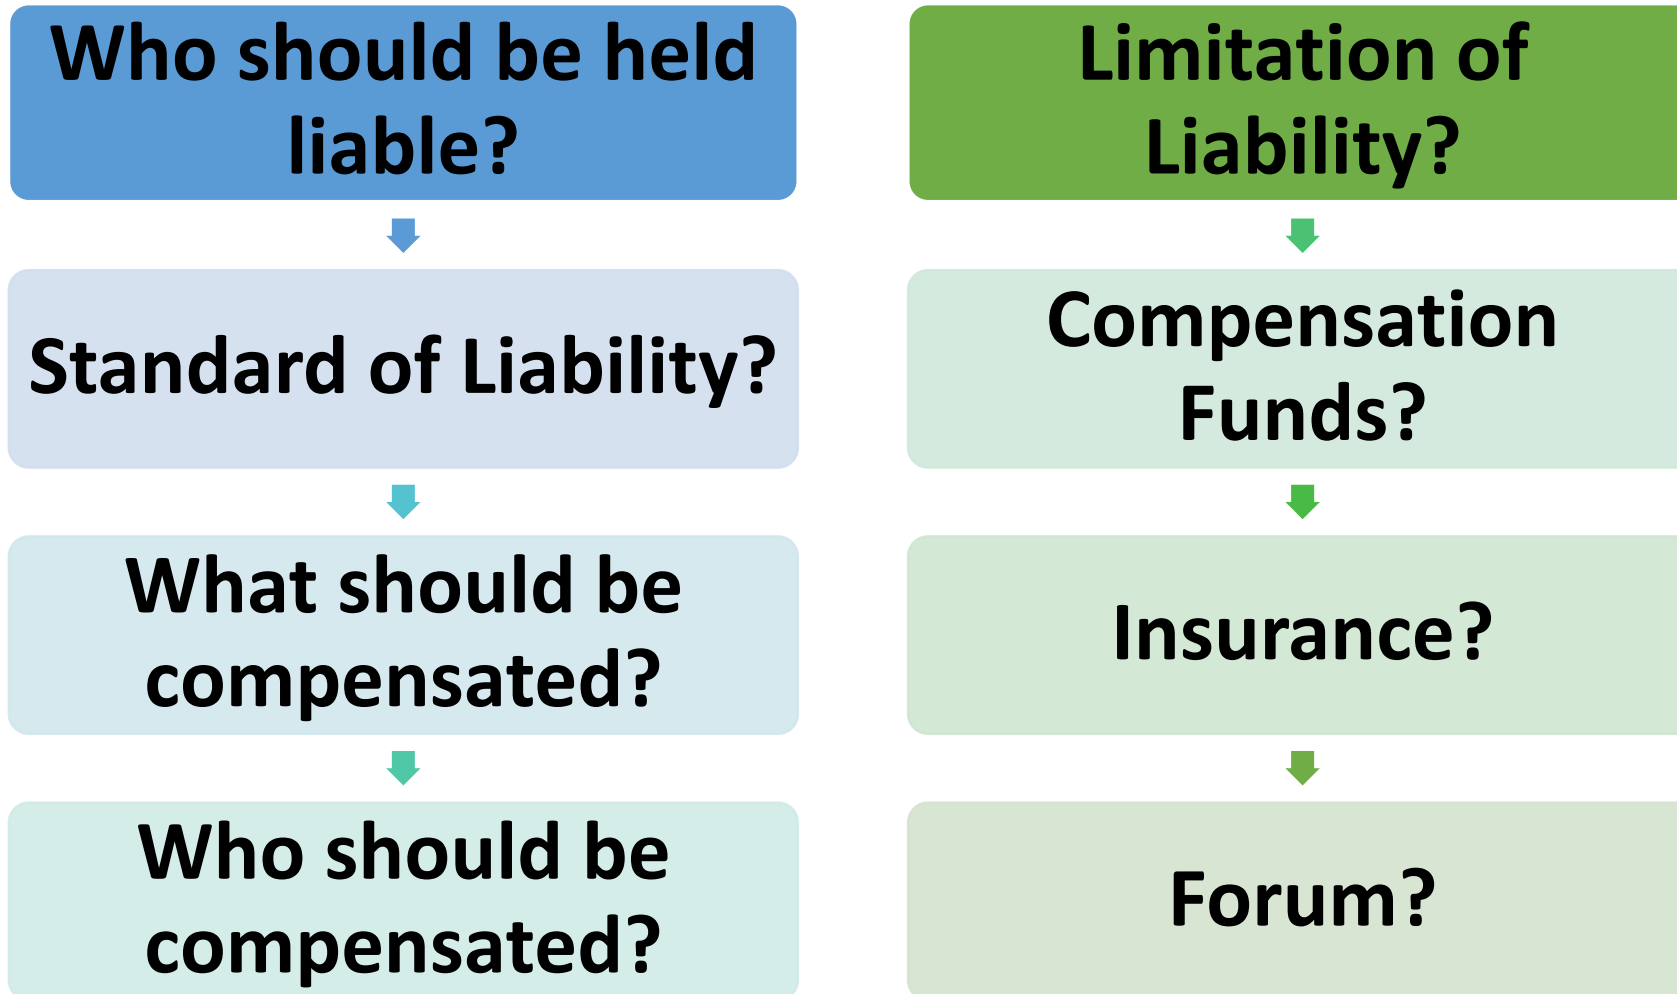 Who should be held
liable?
Standard of Liability?
What should be
compensated?
Who should be
compensated?
Limitation of
Liability?
Compensation
Funds?
Insurance?
Forum?